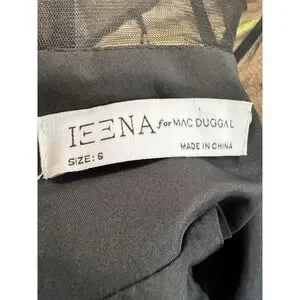 IEENA for MAC DUGGAL
SIZE: 6
MADE IN CHINA